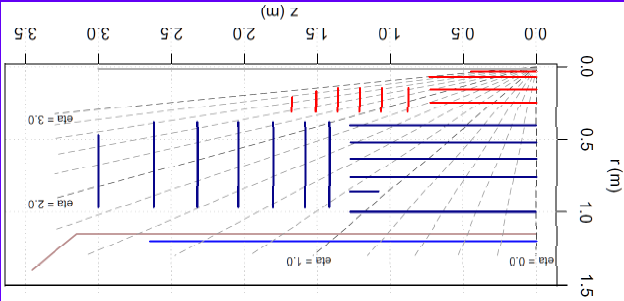 z (m)
3.5 3.0 2.5 2.0 1.5 1.0 0.5 0.0
0.0
0.5
1.0
1.5
r (m)
eta = 3.0
eta = 2.0
eta = 1.0
eta = 0.0